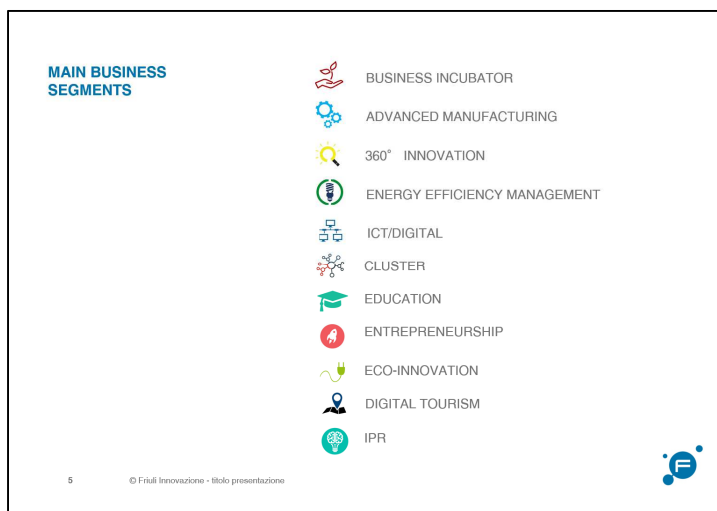 MAIN BUSINESS
SEGMENTS
BUSINESS INCUBATOR
ADVANCED MANUFACTURING
360° INNOVATION
ENERGY EFFICIENCY MANAGEMENT
ICT/DIGITAL
CLUSTER
EDUCATION
ENTREPRENEURSHIP
ECO-INNOVATION
DIGITAL TOURISM
IPR
5 © Friuli Innovazione - titolo presentazione
F